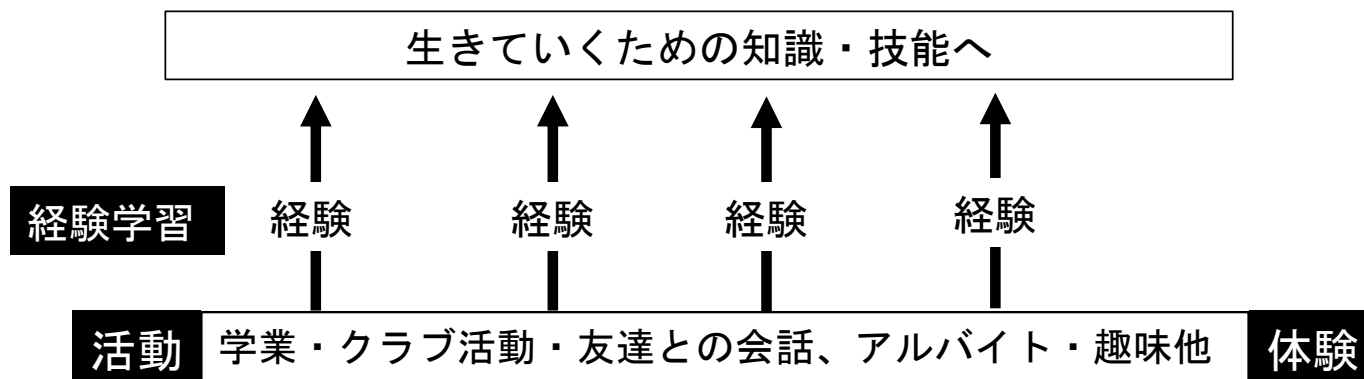 生きていくための知識・技能へ
経験学習 経験 経験 経験 経験
活動 学業・クラブ活動・友達との会話、アルバイト・趣味他 体験